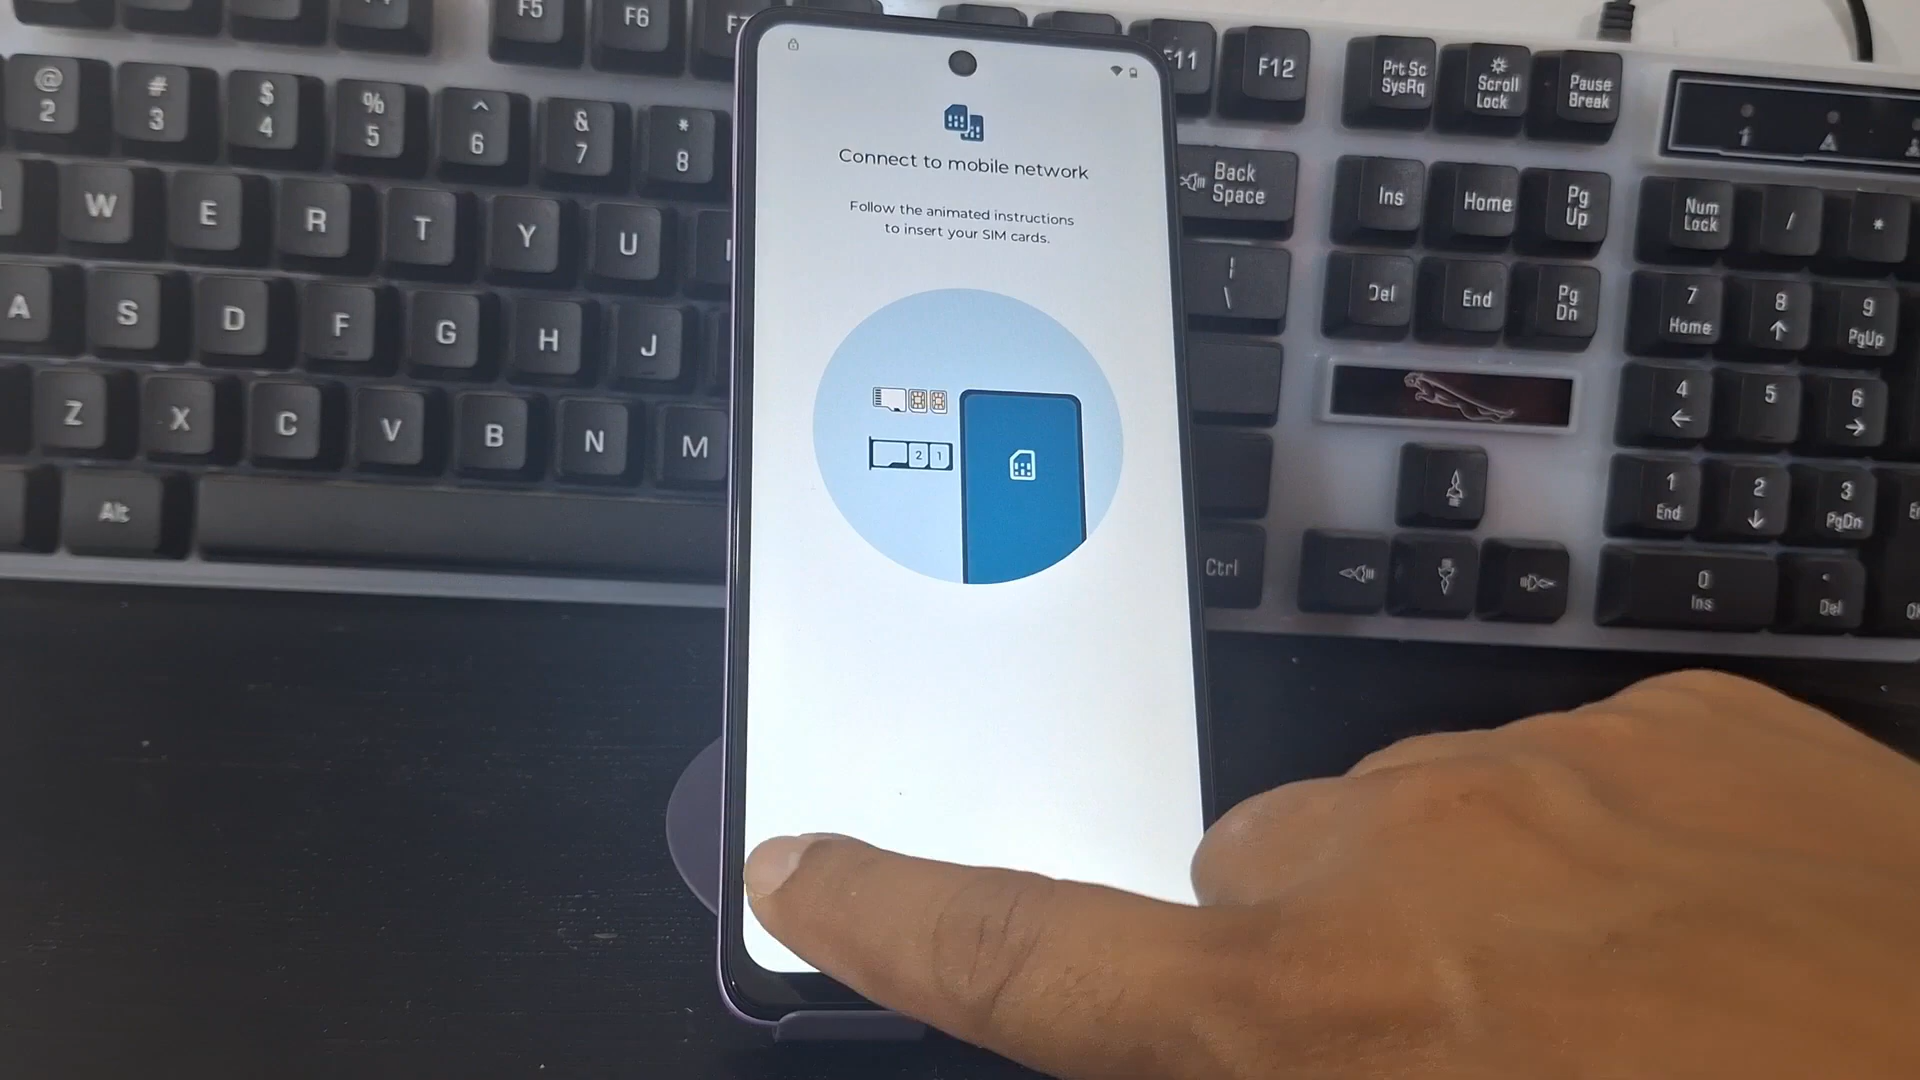 Connect to mobile network
Follow the animated instructions
to insert your SIM cards.
2 1
F5 F6 F11 F12
Prt Sc
SysRq
Scroll
Lock
Pause
Break
@ # $ % ^ & *
2 3 4 5 6 7 8
Back
Space
Ins Home Pg
Up
Num
Lock
/ *
W E R T Y U
| \
Del End Pg
Dn
7
Home
8
9
PgUp
A S D F G H J
4 5 6
Z X C V B N M
1
End
2
3
PgDn
Alt Ctrl
0
Ins
Del